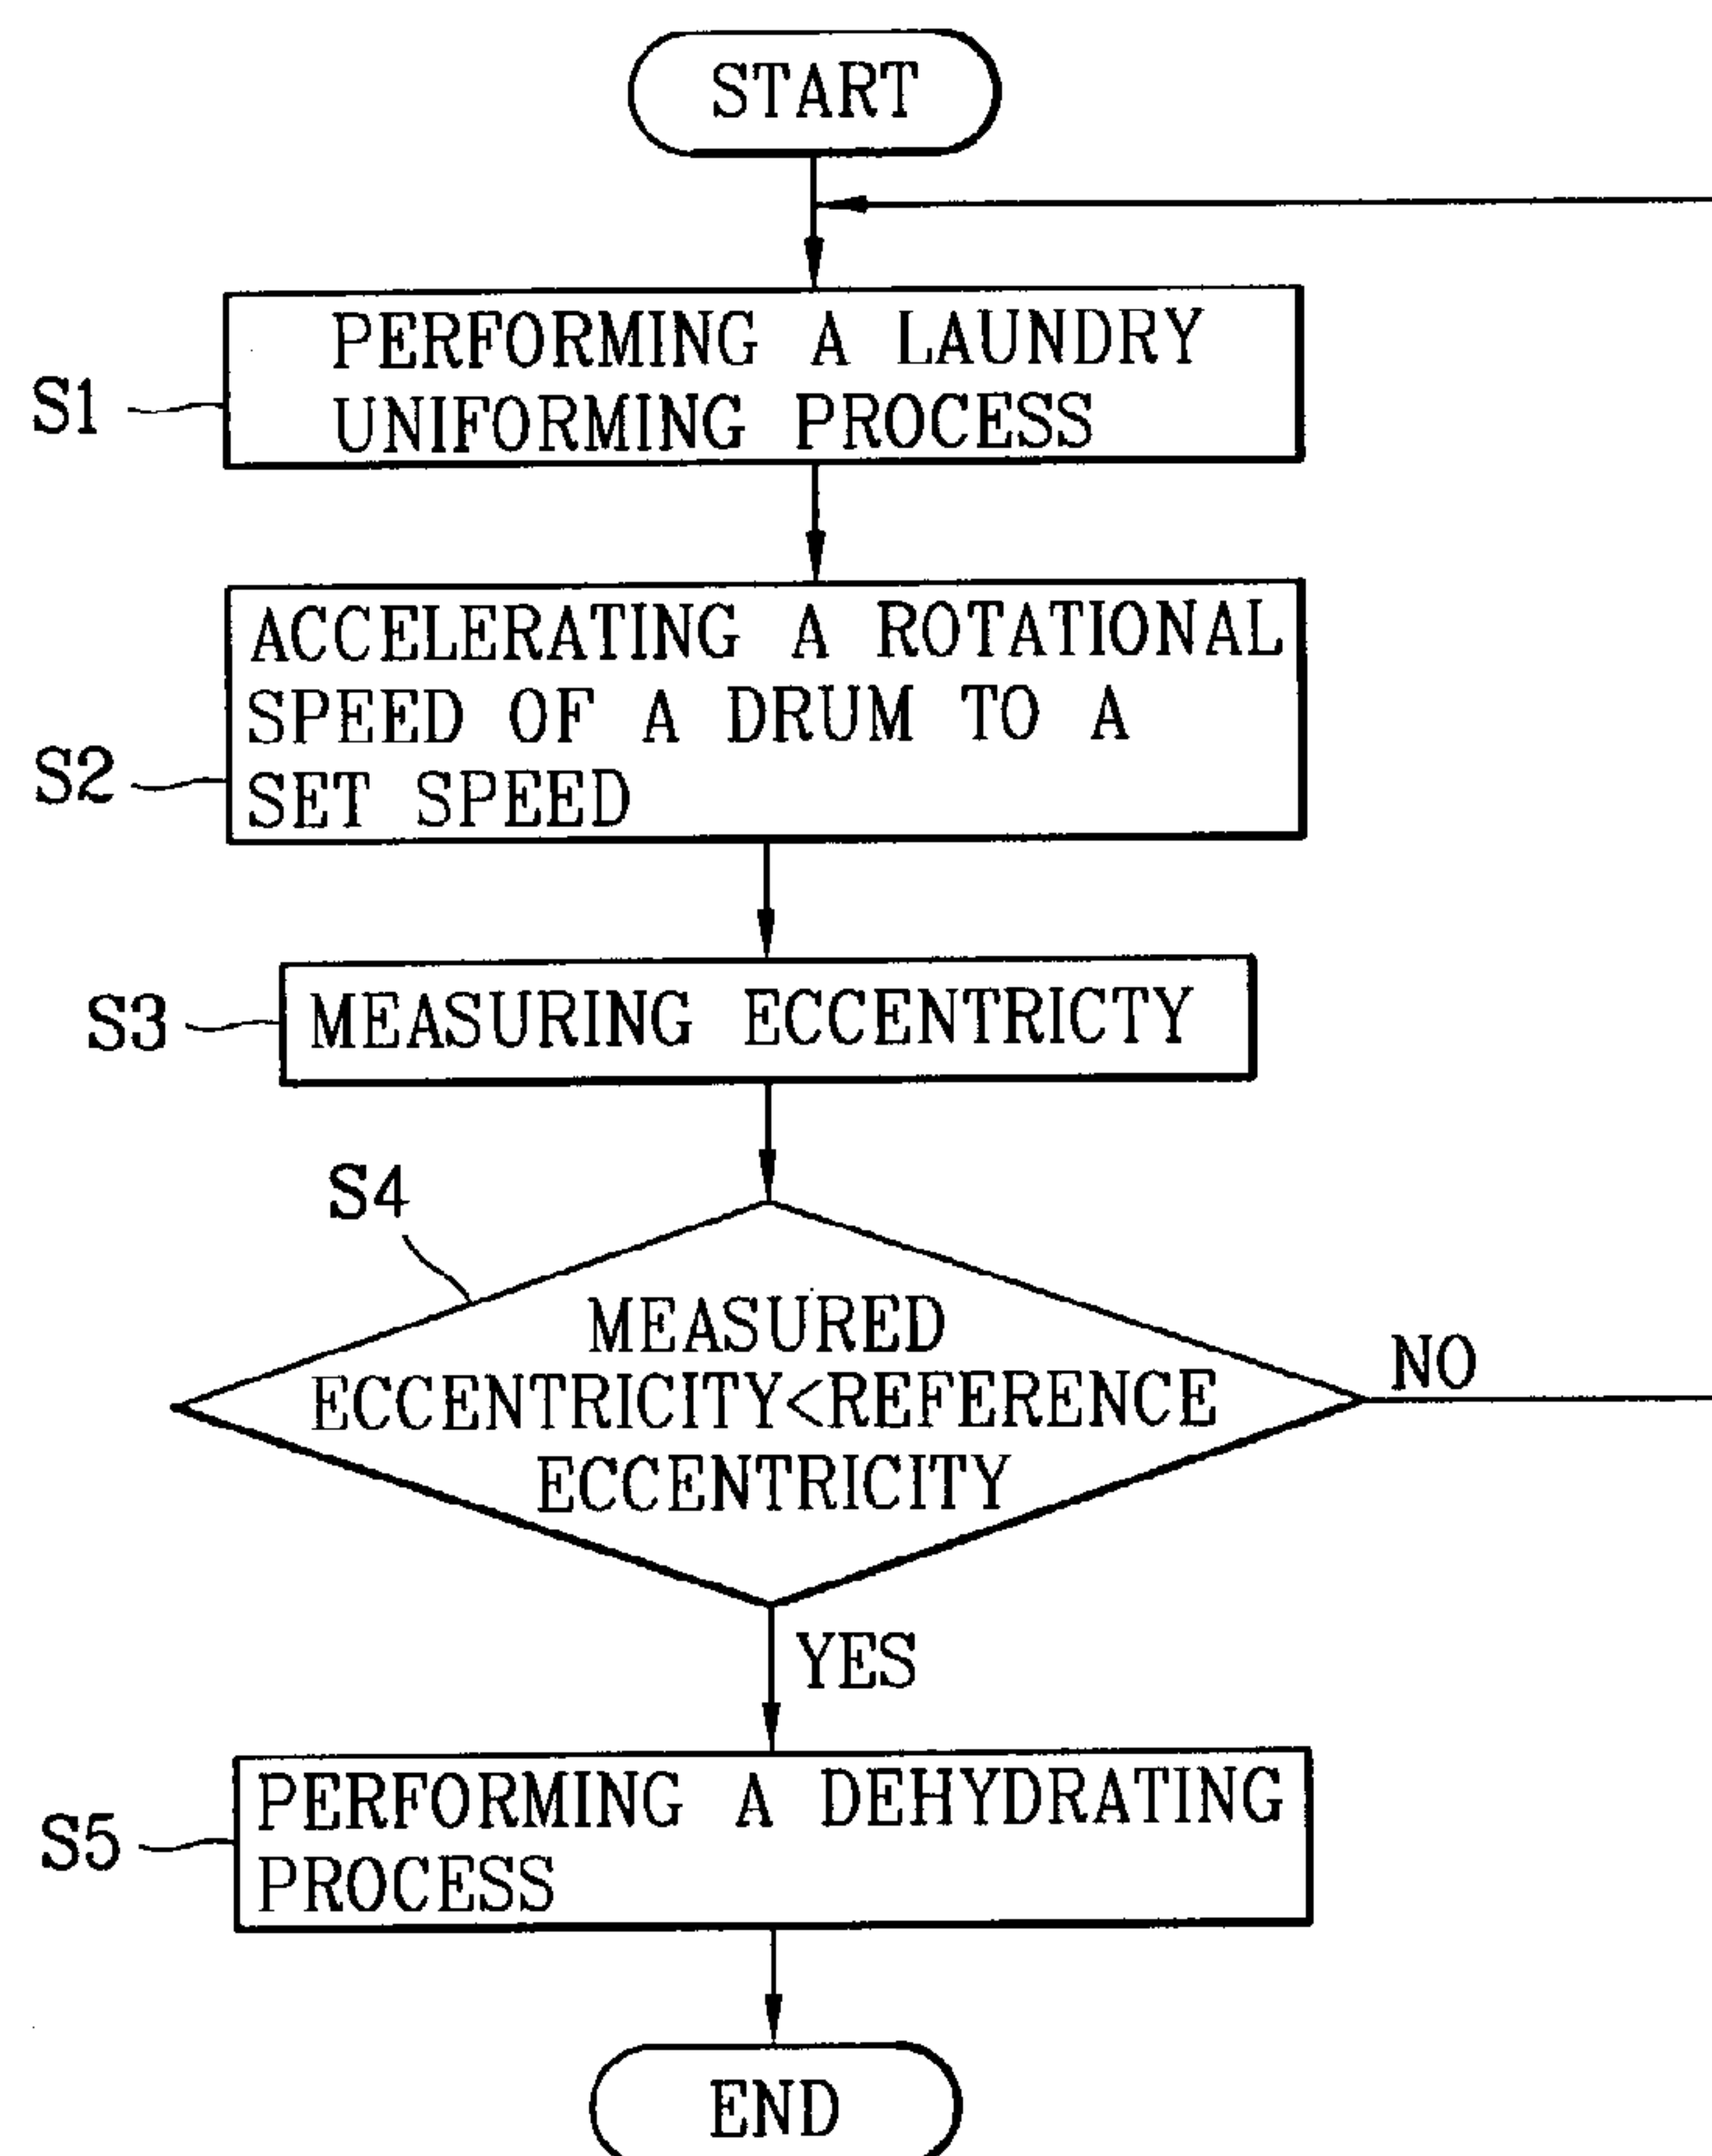 START
PERFORMING A LAUNDRY
UNIFORMING PROCESS
S1
ACCELERATING A ROTATIONAL
SPEED OF A DRUM TO A
SET SPEED
S2
MEASURING ECCENTRICTY
S3
S4
MEASURED
ECCENTRICITY<REFERENCE
ECCENTRICITY
NO
YES
PERFORMING A DEHYDRATING
PROCESS
S5
END